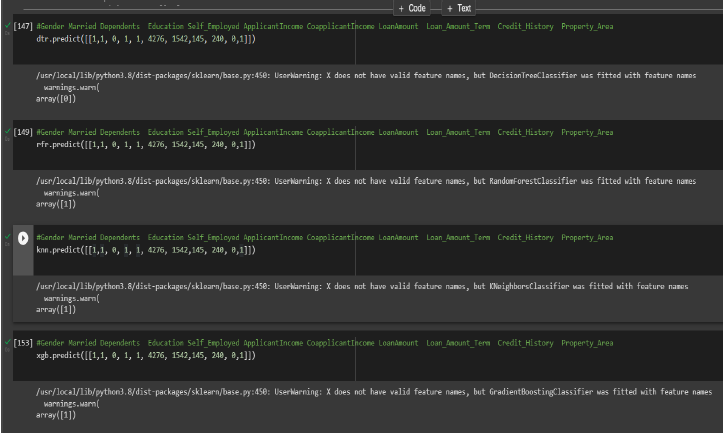 + Code + Text
[147] #Gender Married Dependents Education Self_Employed ApplicantIncome CoapplicantIncome LoanAmount Loan_Amount_Term Credit_History Property_Area
dtr.predict([[1,1, 0, 1, 1, 4276, 1542,145, 240, 0,1]])
/usr/local/lib/python3.8/dist-packages/sklearn/base.py:450: UserWarning: X does not have valid feature names, but DecisionTreeClassifier was fitted with feature names
warnings.warn(
array([0])
[149] #Gender Married Dependents Education Self_Employed ApplicantIncome CoapplicantIncome LoanAmount Loan_Amount_Term Credit_History Property_Area
rfr.predict([[1,1, 0, 1, 1, 4276, 1542,145, 240, 0,1]])
/usr/local/lib/python3.8/dist-packages/sklearn/base.py:450: UserWarning: X does not have valid feature names, but RandomForestClassifier was fitted with feature names
warnings.warn(
array([1])
#Gender Married Dependents Education Self_Employed ApplicantIncome CoapplicantIncome LoanAmount Loan_Amount_Term Credit_History Property_Area
knn.predict([[1,1, 0, 1, 1, 4276, 1542,145, 240, 0,1]])
/usr/local/lib/python3.8/dist-packages/sklearn/base.py:450: UserWarning: X does not have valid feature names, but KNeighborsClassifier was fitted with feature names
warnings.warn(
array([1])
[153] #Gender Married Dependents Education Self_Employed ApplicantIncome CoapplicantIncome LoanAmount Loan_Amount_Term Credit_History Property_Area
xgb.predict([[1,1, 0, 1, 1, 4276, 1542,145, 240, 0,1]])
/usr/local/lib/python3.8/dist-packages/sklearn/base.py:450: UserWarning: X does not have valid feature names, but GradientBoostingClassifier was fitted with feature names
warnings.warn(
array([1])